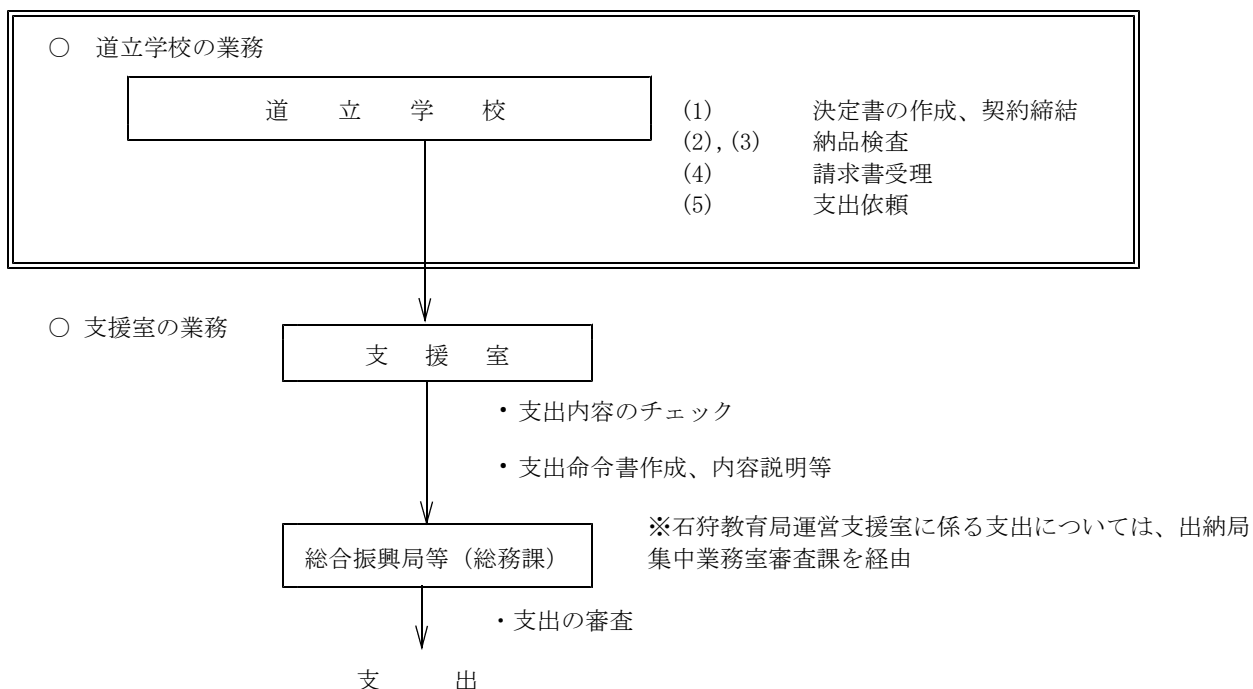 ○　道立学校の業務
道　立　学　校
(1)　決定書の作成、契約締結
(2),(3)　納品検査
(4)　請求書受理
(5)　支出依頼
○ 支援室の業務
支　援　室
・支出内容のチェック
・支出命令書作成、内容説明等
総合振興局等（総務課）
※石狩教育局運営支援室に係る支出については、出納局
集中業務室審査課を経由
・支出の審査
支　　出